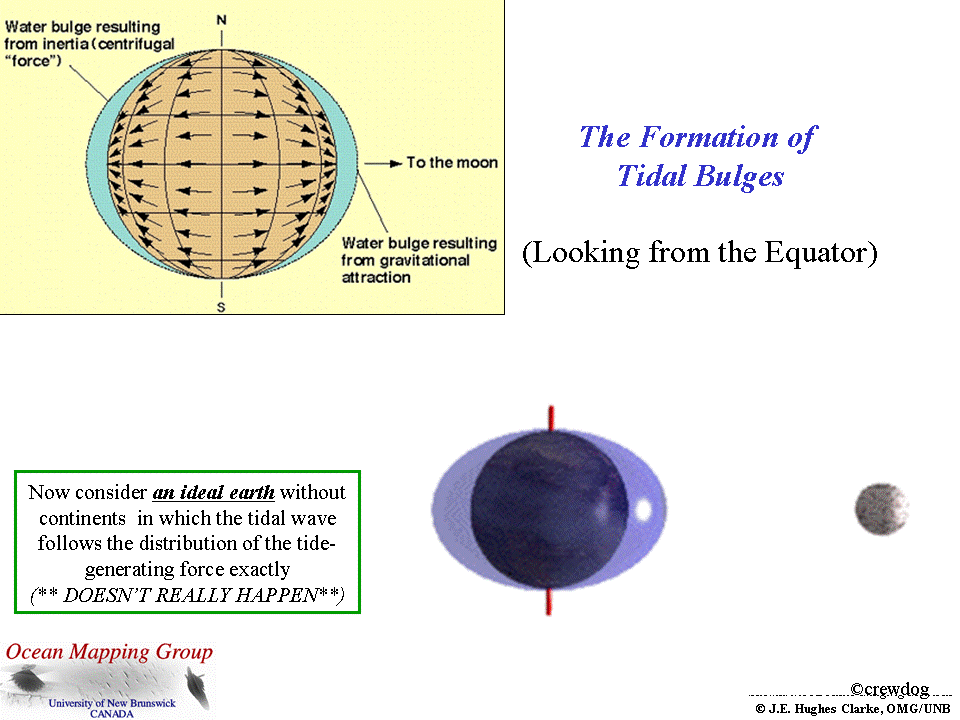 N
Water bulge resulting
from inertia (centrifugal
"force")
To the moon
Water bulge resulting
from gravitational
attraction
S
The Formation of
Tidal Bulges
(Looking from the Equator)
Now consider an ideal earth without
continents in which the tidal wave
follows the distribution of the tide-
generating force exactly
(** DOESN'T REALLY HAPPEN**)
Ocean Mapping Group
University of New Brunswick
CANADA
©crewdog
© J.E. Hughes Clarke, OMG/UNB